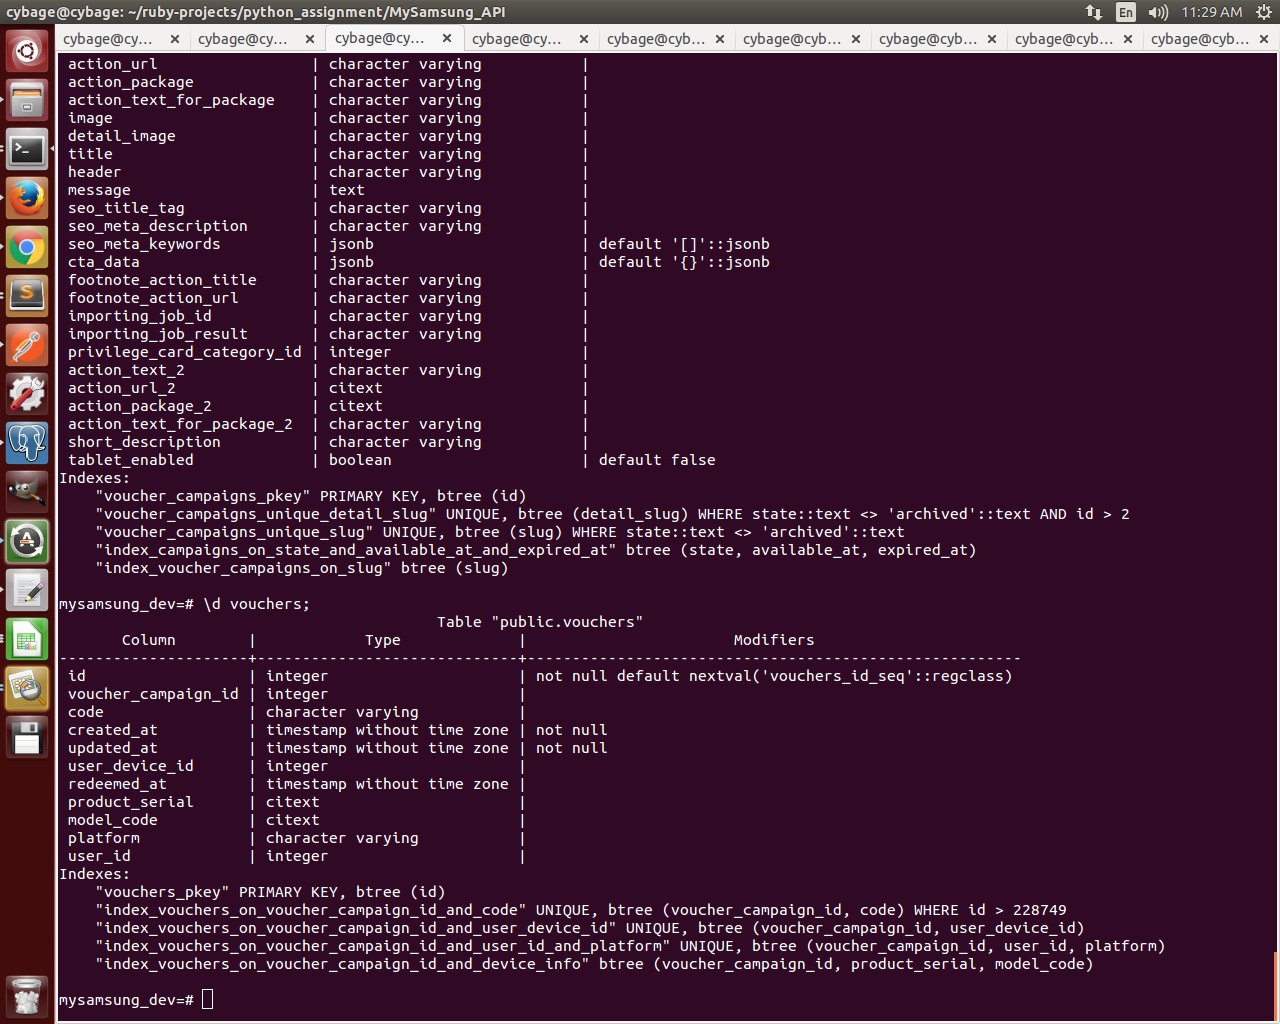 cybage@cybage: ~/ruby-projects/python_assignment/MySamsung_API
En
11:29 AM
cybage@cy...
cybage@cy...
cybage@cy...
cybage@cy...
cybage@cyb...
cybage@cyb...
cybage@cyb...
cybage@cyb...
cybage@cyb...
action_url | character varying |
action_package | character varying |
action_text_for_package | character varying |
image | character varying |
detail_image | character varying |
title | character varying |
header | character varying |
message | text |
seo_title_tag | character varying |
seo_meta_description | character varying |
seo_meta_keywords | jsonb | default '[]'::jsonb
cta_data | jsonb | default '{}'::jsonb
footnote_action_title | character varying |
footnote_action_url | character varying |
importing_job_id | character varying |
importing_job_result | character varying |
privilege_card_category_id | integer |
action_text_2 | character varying |
action_url_2 | citext |
action_package_2 | citext |
action_text_for_package_2 | character varying |
short_description | character varying |
tablet_enabled | boolean | default false
Indexes:
"voucher_campaigns_pkey" PRIMARY KEY, btree (id)
"voucher_campaigns_unique_detail_slug" UNIQUE, btree (detail_slug) WHERE state::text <> 'archived'::text AND id > 2
"voucher_campaigns_unique_slug" UNIQUE, btree (slug) WHERE state::text <> 'archived'::text
"index_campaigns_on_state_and_available_at_and_expired_at" btree (state, available_at, expired_at)
"index_voucher_campaigns_on_slug" btree (slug)
mysamsung_dev=# \d vouchers;
Table "public.vouchers"
Column | Type | Modifiers
---------------------+-----------------------------+-------------------------------------------------------
id | integer | not null default nextval('vouchers_id_seq'::regclass)
voucher_campaign_id | integer |
code | character varying |
created_at | timestamp without time zone | not null
updated_at | timestamp without time zone | not null
user_device_id | integer |
redeemed_at | timestamp without time zone |
product_serial | citext |
model_code | citext |
platform | character varying |
user_id | integer |
Indexes:
"vouchers_pkey" PRIMARY KEY, btree (id)
"index_vouchers_on_voucher_campaign_id_and_code" UNIQUE, btree (voucher_campaign_id, code) WHERE id > 228749
"index_vouchers_on_voucher_campaign_id_and_user_device_id" UNIQUE, btree (voucher_campaign_id, user_device_id)
"index_vouchers_on_voucher_campaign_id_and_user_id_and_platform" UNIQUE, btree (voucher_campaign_id, user_id, platform)
"index_vouchers_on_voucher_campaign_id_and_device_info" btree (voucher_campaign_id, product_serial, model_code)
mysamsung_dev=#